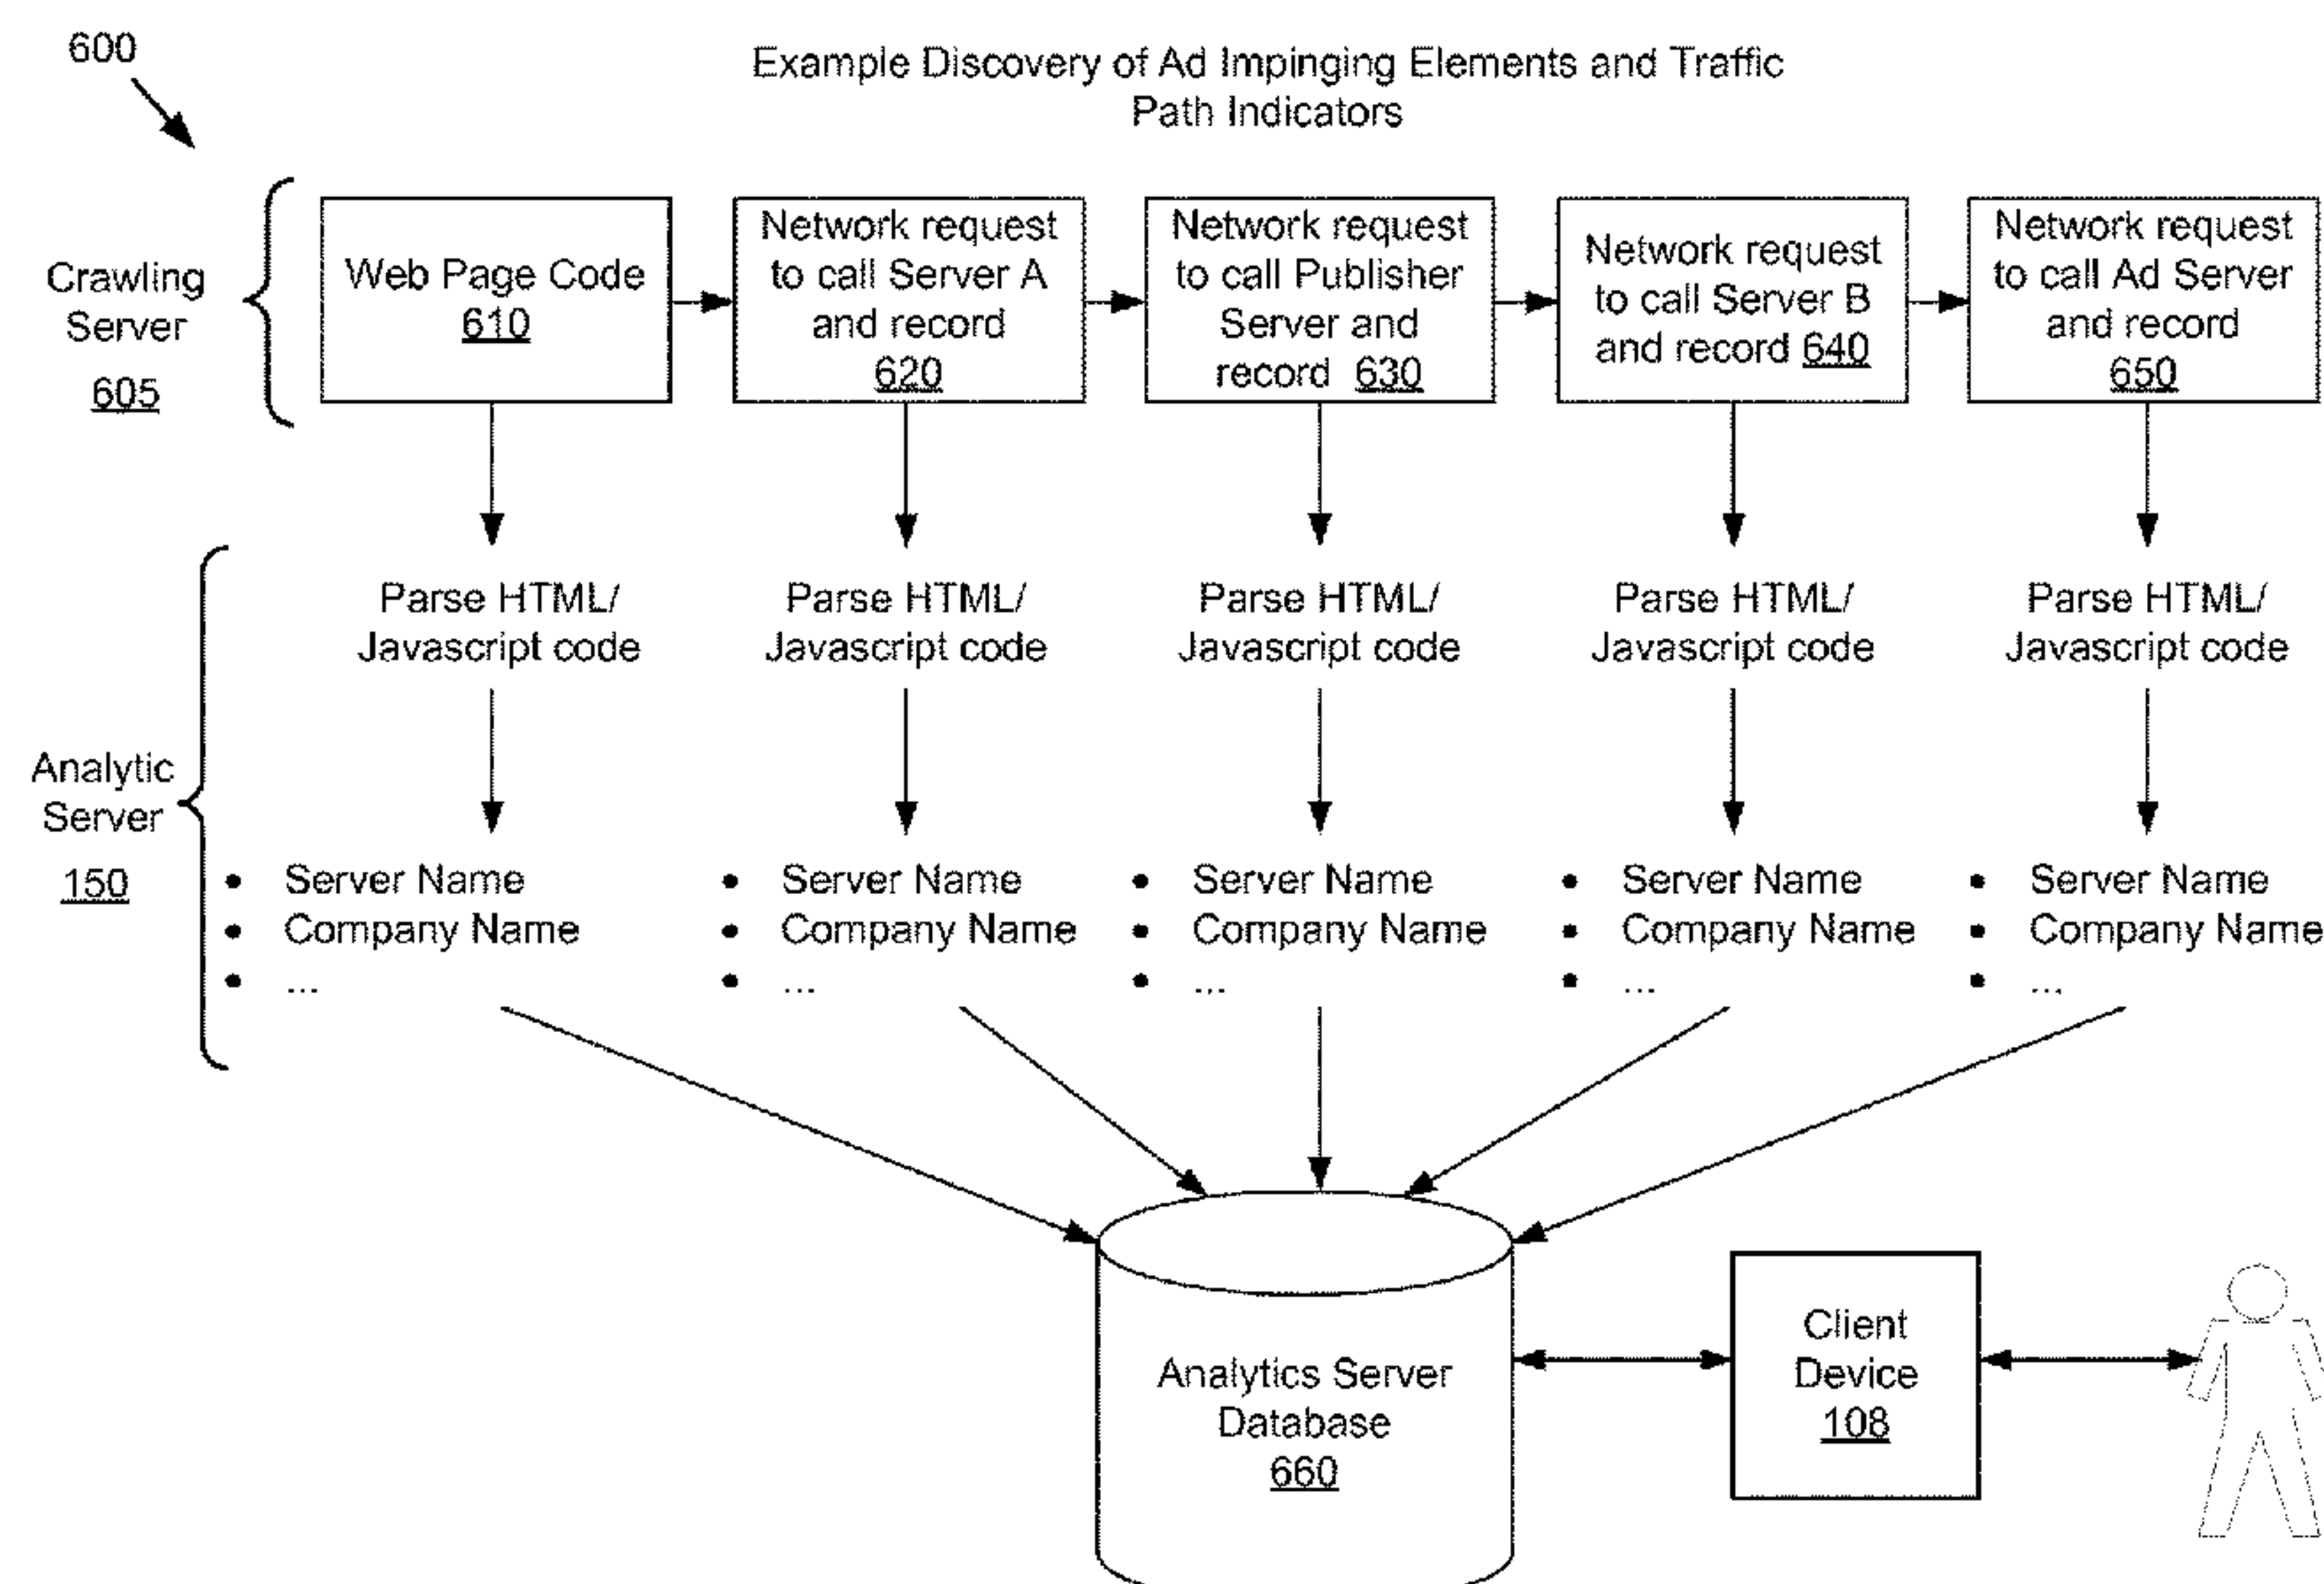 600
Example Discovery of Ad Impinging Elements and Traffic
Path Indicators
Crawling
Server
605
Web Page Code
610
Network request
to call Server A
and record
620
Network request
to call Publisher
Server and
record 630
Network request
to call Server B
and record 640
Network request
to call Ad Server
and record
650
Analytic
Server
150
Parse HTML/
Javascript code
Parse HTML/
Javascript code
Parse HTML/
Javascript code
Parse HTML/
Javascript code
Parse HTML/
Javascript code
• Server Name
• Company Name
• ...
• Server Name
• Company Name
• ...
• Server Name
• Company Name
• ...
• Server Name
• Company Name
• ...
• Server Name
• Company Name
• ...
Analytics Server
Database
660
Client
Device
108